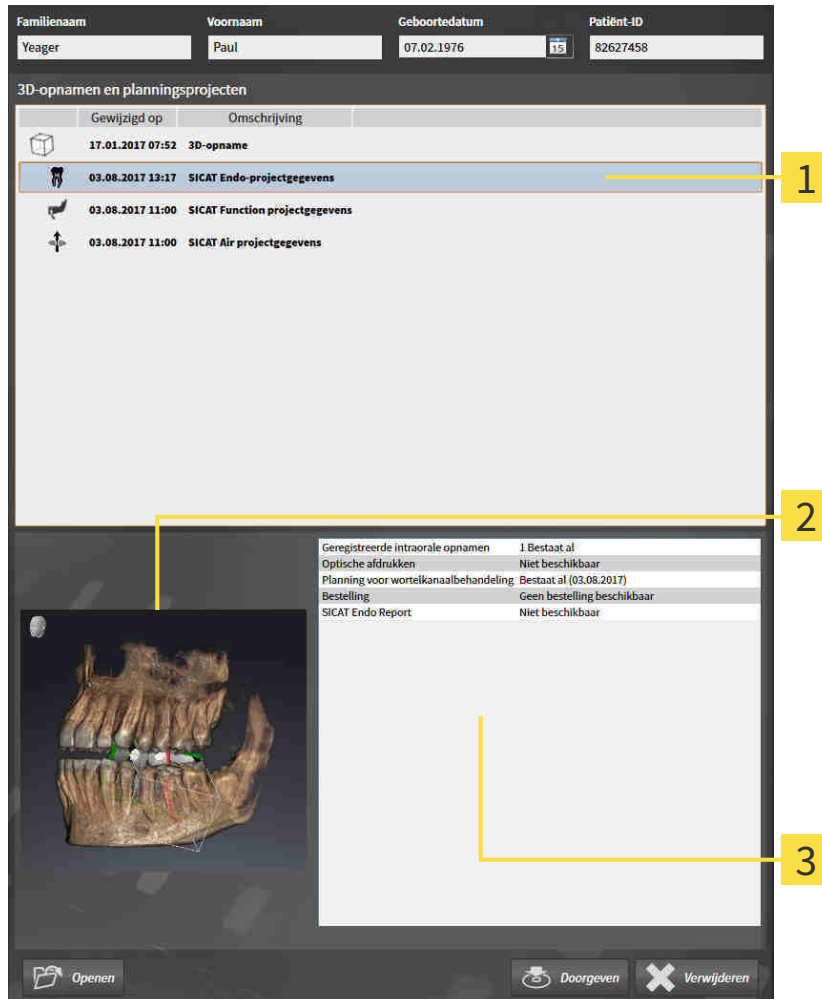 Familienaam Voornaam Geboortedatum Patiënt-ID
Yeager Paul 07.02.1976 15 82627458
3D-opnamen en planningsprojecten
Gewijzigd op Omschrijving
17.01.2017 07:52 3D-opname
03.08.2017 13:17 SICAT Endo-projectgegevens
1
03.08.2017 11:00 SICAT Function projectgegevens
03.08.2017 11:00 SICAT Air projectgegevens
2
Geregistreerde intraorale opnamen 1 Bestaat al
Optische afdrukken Niet beschikbaar
Planning voor wortelkanaalbehandeling Bestaat al (03.08.2017)
Bestelling Geen bestelling beschikbaar
SICAT Endo Report Niet beschikbaar
3
Openen Doorgeven Verwijderen